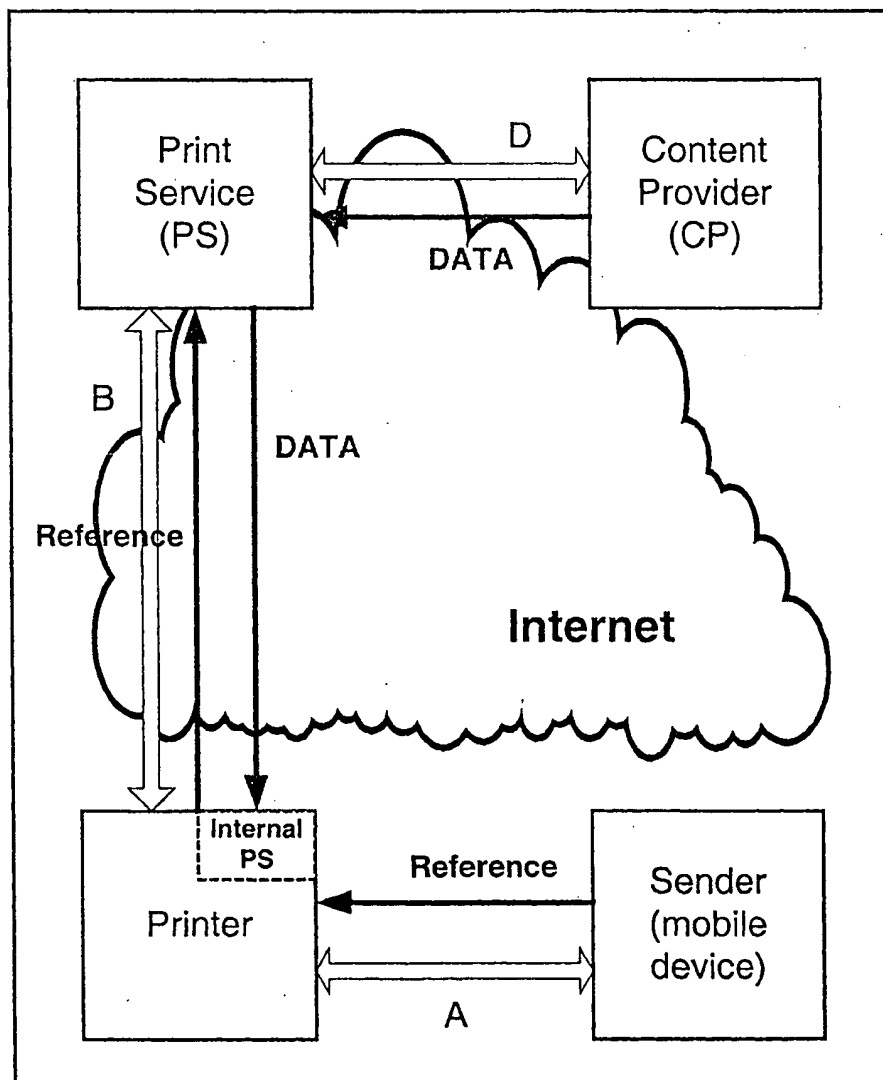 Print
Service
(PS)
D
Content
Provider
(CP)
DATA
B
DATA
Reference
Internet
Internal
PS
Printer
Reference
Sender
(mobile
device)
A